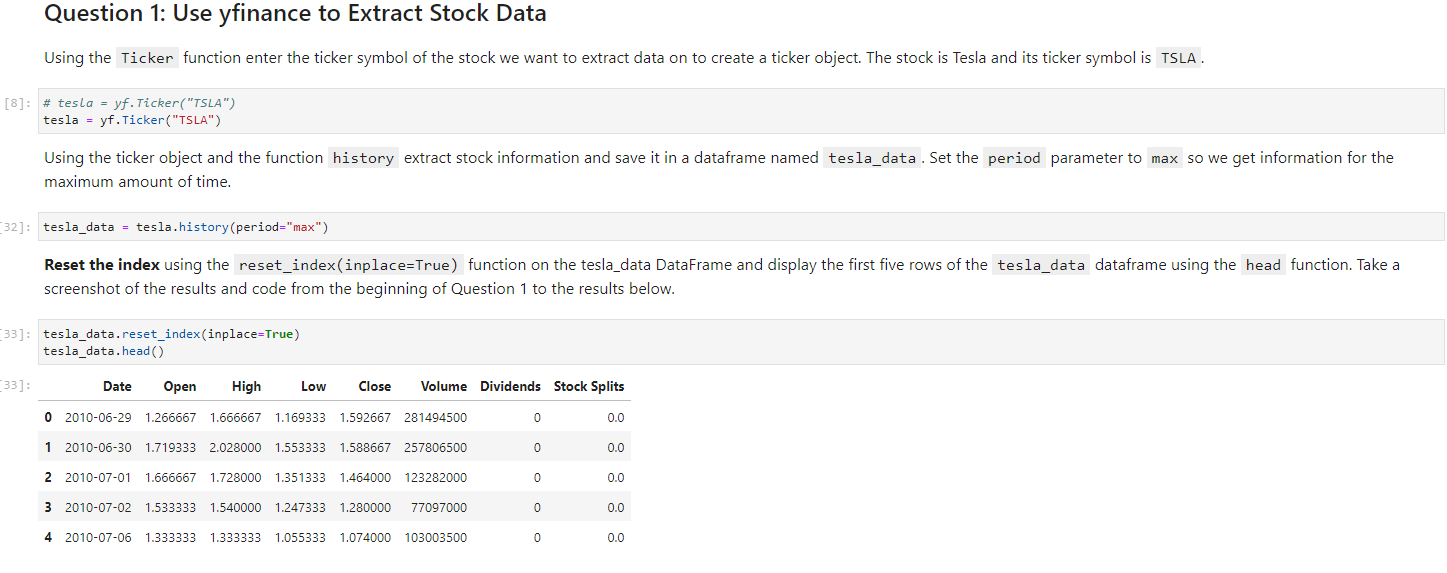 Question 1: Use yfinance to Extract Stock Data
Using the Ticker function enter the ticker symbol of the stock we want to extract data on to create a ticker object. The stock is Tesla and its ticker symbol is TSLA.
[8]: # tesla = yf.Ticker("TSLA")
tesla = yf.Ticker("TSLA")
Using the ticker object and the function history extract stock information and save it in a dataframe named tesla_data. Set the period parameter to max so we get information for the
maximum amount of time.
[32]: tesla_data = tesla.history(period="max")
Reset the index using the reset_index(inplace=True) function on the tesla_data DataFrame and display the first five rows of the tesla_data dataframe using the head function. Take a
screenshot of the results and code from the beginning of Question 1 to the results below.
[33]: tesla_data.reset_index(inplace=True)
tesla_data.head()
[33]: Date Open High Low Close Volume Dividends Stock Splits
0 2010-06-29 1.266667 1.666667 1.169333 1.592667 281494500 0 0.0
1 2010-06-30 1.719333 2.028000 1.553333 1.588667 257806500 0 0.0
2 2010-07-01 1.666667 1.728000 1.351333 1.464000 123282000 0 0.0
3 2010-07-02 1.533333 1.540000 1.247333 1.280000 77097000 0 0.0
4 2010-07-06 1.333333 1.333333 1.055333 1.074000 103003500 0 0.0